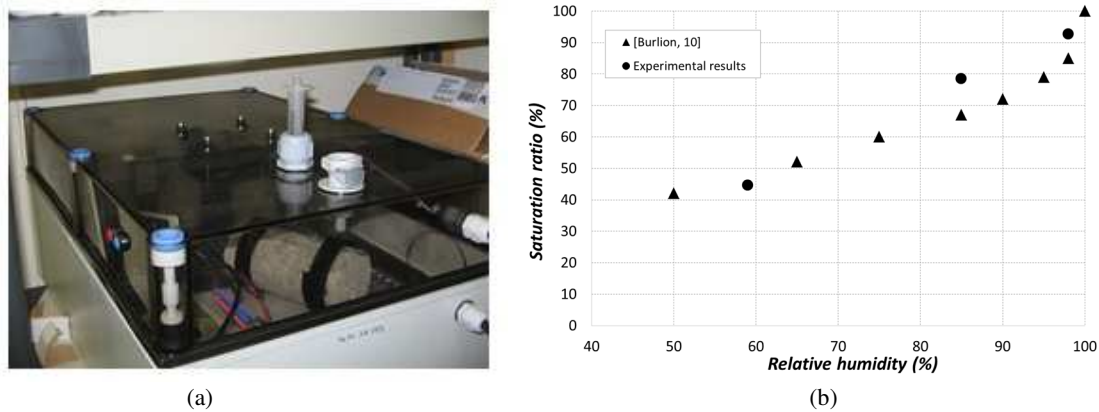 100
90
80
70
60
50
40
30
20
10
0
Saturation ratio (%)
▲ [Burlion, 10]
● Experimental results
40 50 60 70 80 90 100
Relative humidity (%)
(a) (b)